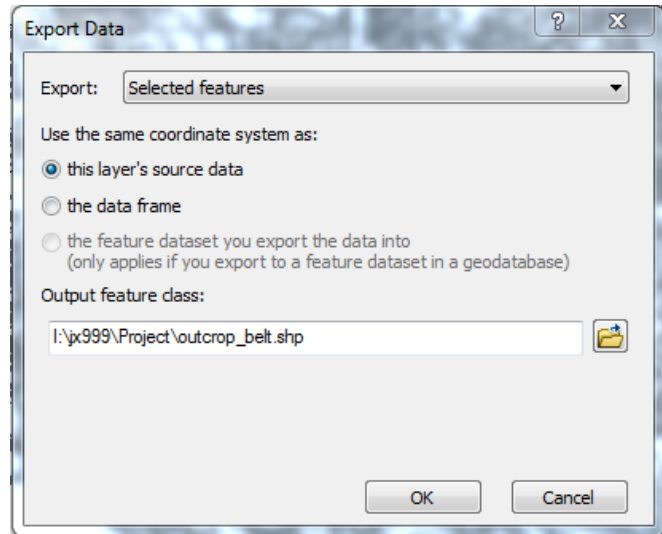 Export Data
Export: Selected features
Use the same coordinate system as:
this layer's source data
the data frame
the feature dataset you export the data into
(only applies if you export to a feature dataset in a geodatabase)
Output feature class:
I:\jx999\Project\outcrop_belt.shp
OK Cancel